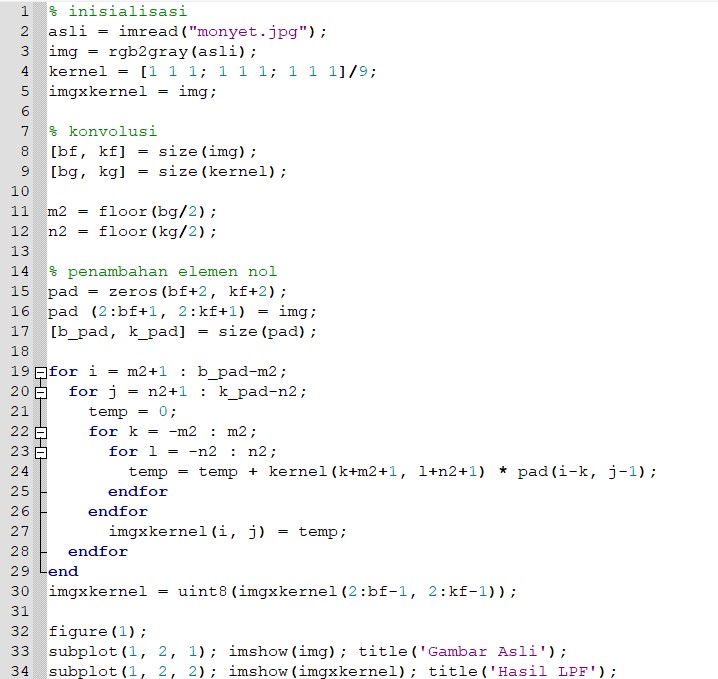 1 % inisialisasi
2 asli = imread("monyet.jpg");
3 img = rgb2gray(asli);
4 kernel = [1 1 1; 1 1 1; 1 1 1]/9;
5 imgxkernel = img;
6
7 % konvolusi
8 [bf, kf] = size(img);
9 [bg, kg] = size(kernel);
10
11 m2 = floor(bg/2);
12 n2 = floor(kg/2);
13
14 % penambahan elemen nol
15 pad = zeros(bf+2, kf+2);
16 pad (2:bf+1, 2:kf+1) = img;
17 [b_pad, k_pad] = size(pad);
18
19 for i = m2+1 : b_pad-m2;
20 for j = n2+1 : k_pad-n2;
21 temp = 0;
22 for k = -m2 : m2;
23 for l = -n2 : n2;
24 temp = temp + kernel(k+m2+1, l+n2+1) * pad(i-k, j-l);
25 endfor
26 endfor
27 imgxkernel(i, j) = temp;
28 endfor
29 end
30 imgxkernel = uint8(imgxkernel(2:bf-1, 2:kf-1));
31
32 figure(1);
33 subplot(1, 2, 1); imshow(img); title('Gambar Asli');
34 subplot(1, 2, 2); imshow(imgxkernel); title('Hasil LPF');